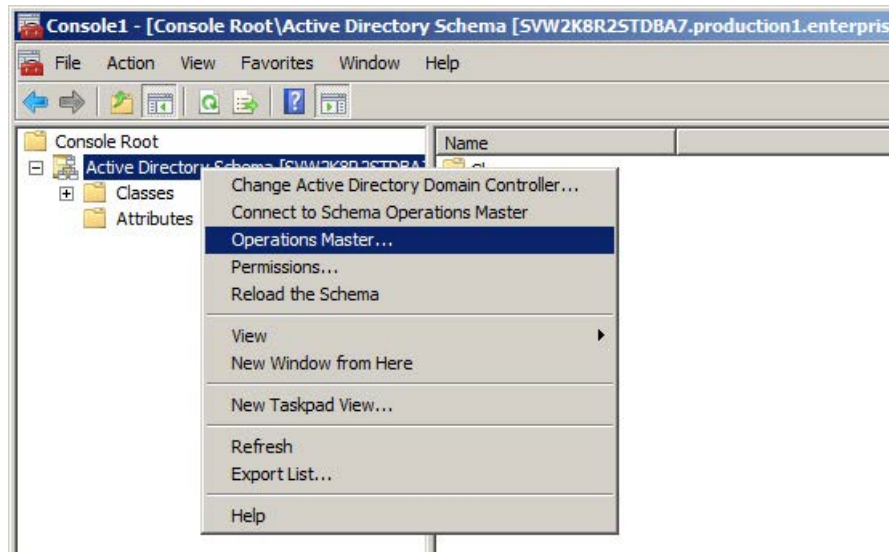 Console1 - [Console Root\Active Directory Schema [SVW2K8R2STDBA7.production1.enterpris
File Action View Favorites Window Help
Console Root
Name
Active Directory Schema [SVW2K8R2STDBA7
Classes
Attributes
Change Active Directory Domain Controller...
Connect to Schema Operations Master
Operations Master...
Permissions...
Reload the Schema
View
New Window from Here
New Taskpad View...
Refresh
Export List...
Help